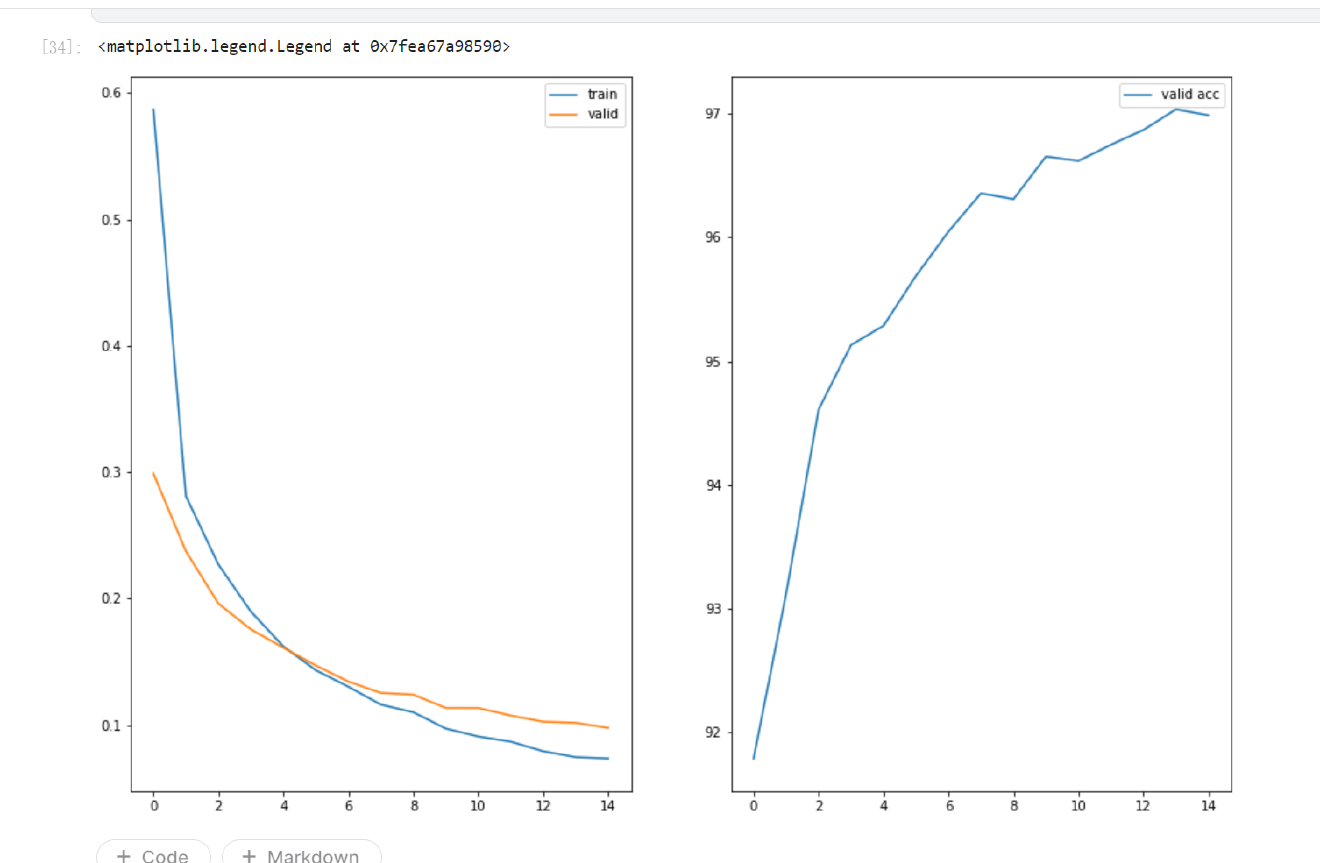 [34]: <matplotlib.legend.Legend at 0x7fea67a98590>
train
valid
0.6
0.5
0.4
0.3
0.2
0.1
0 2 4 6 8 10 12 14
valid acc
97
96
95
94
93
92
0 2 4 6 8 10 12 14
+ Code + Markdown